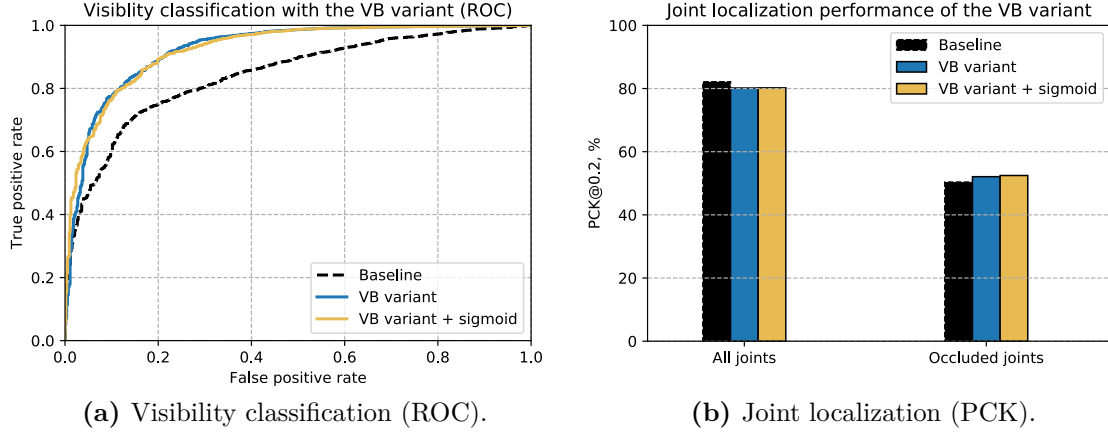 Visiblity classification with the VB variant (ROC)
1.0
0.8
0.6
0.4
0.2
0.0
True positive rate
Baseline
VB variant
VB variant + sigmoid
0.0 0.2 0.4 0.6 0.8 1.0
False positive rate
(a) Visibility classification (ROC).
Joint localization performance of the VB variant
100
80
60
40
20
0
PCK@0.2, %
Baseline
VB variant
VB variant + sigmoid
All joints Occluded joints
(b) Joint localization (PCK).